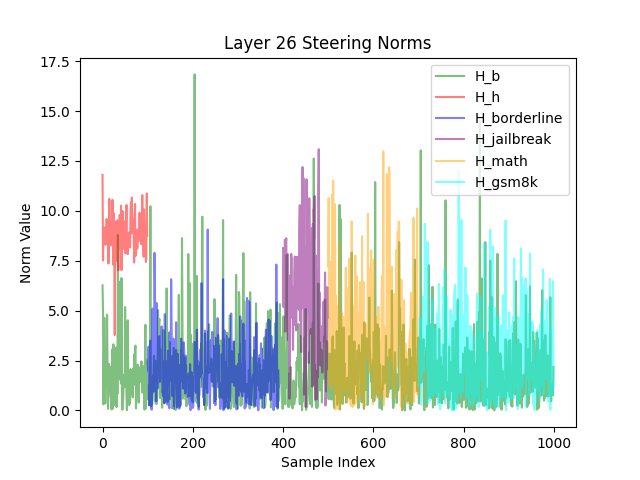 Layer 26 Steering Norms
17.5
15.0
12.5
10.0
7.5
5.0
2.5
0.0
Norm Value
H_b
H_h
H_borderline
H_jailbreak
H_math
H_gsm8k
0 200 400 600 800 1000
Sample Index